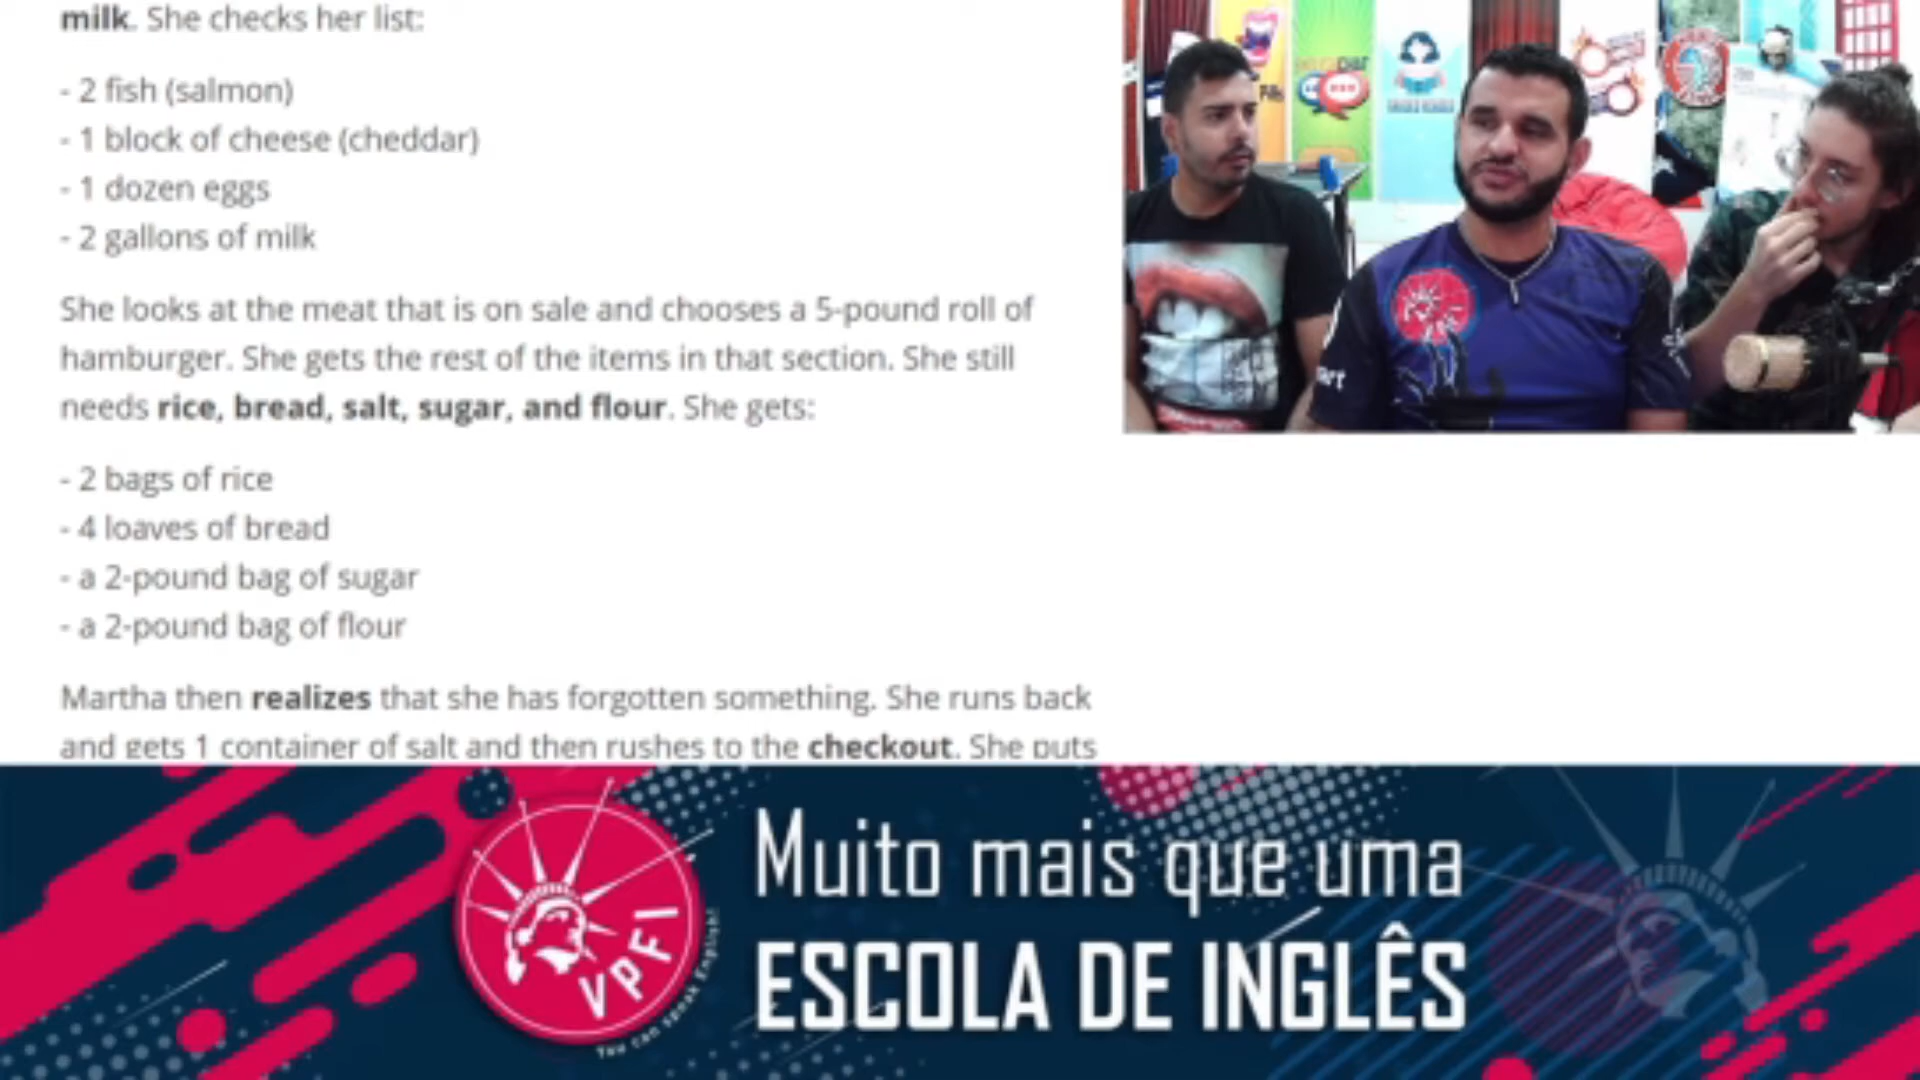 milk. She checks her list:
- 2 fish (salmon)
- 1 block of cheese (cheddar)
- 1 dozen eggs
- 2 gallons of milk
She looks at the meat that is on sale and chooses a 5-pound roll of
hamburger. She gets the rest of the items in that section. She still
needs rice, bread, salt, sugar, and flour. She gets:
- 2 bags of rice
- 4 loaves of bread
- a 2-pound bag of sugar
- a 2-pound bag of flour
Martha then realizes that she has forgotten something. She runs back
and gets 1 container of salt and then rushes to the checkout. She puts
VPFI
You can speak English!
Muito mais que uma
ESCOLA DE INGLÊS